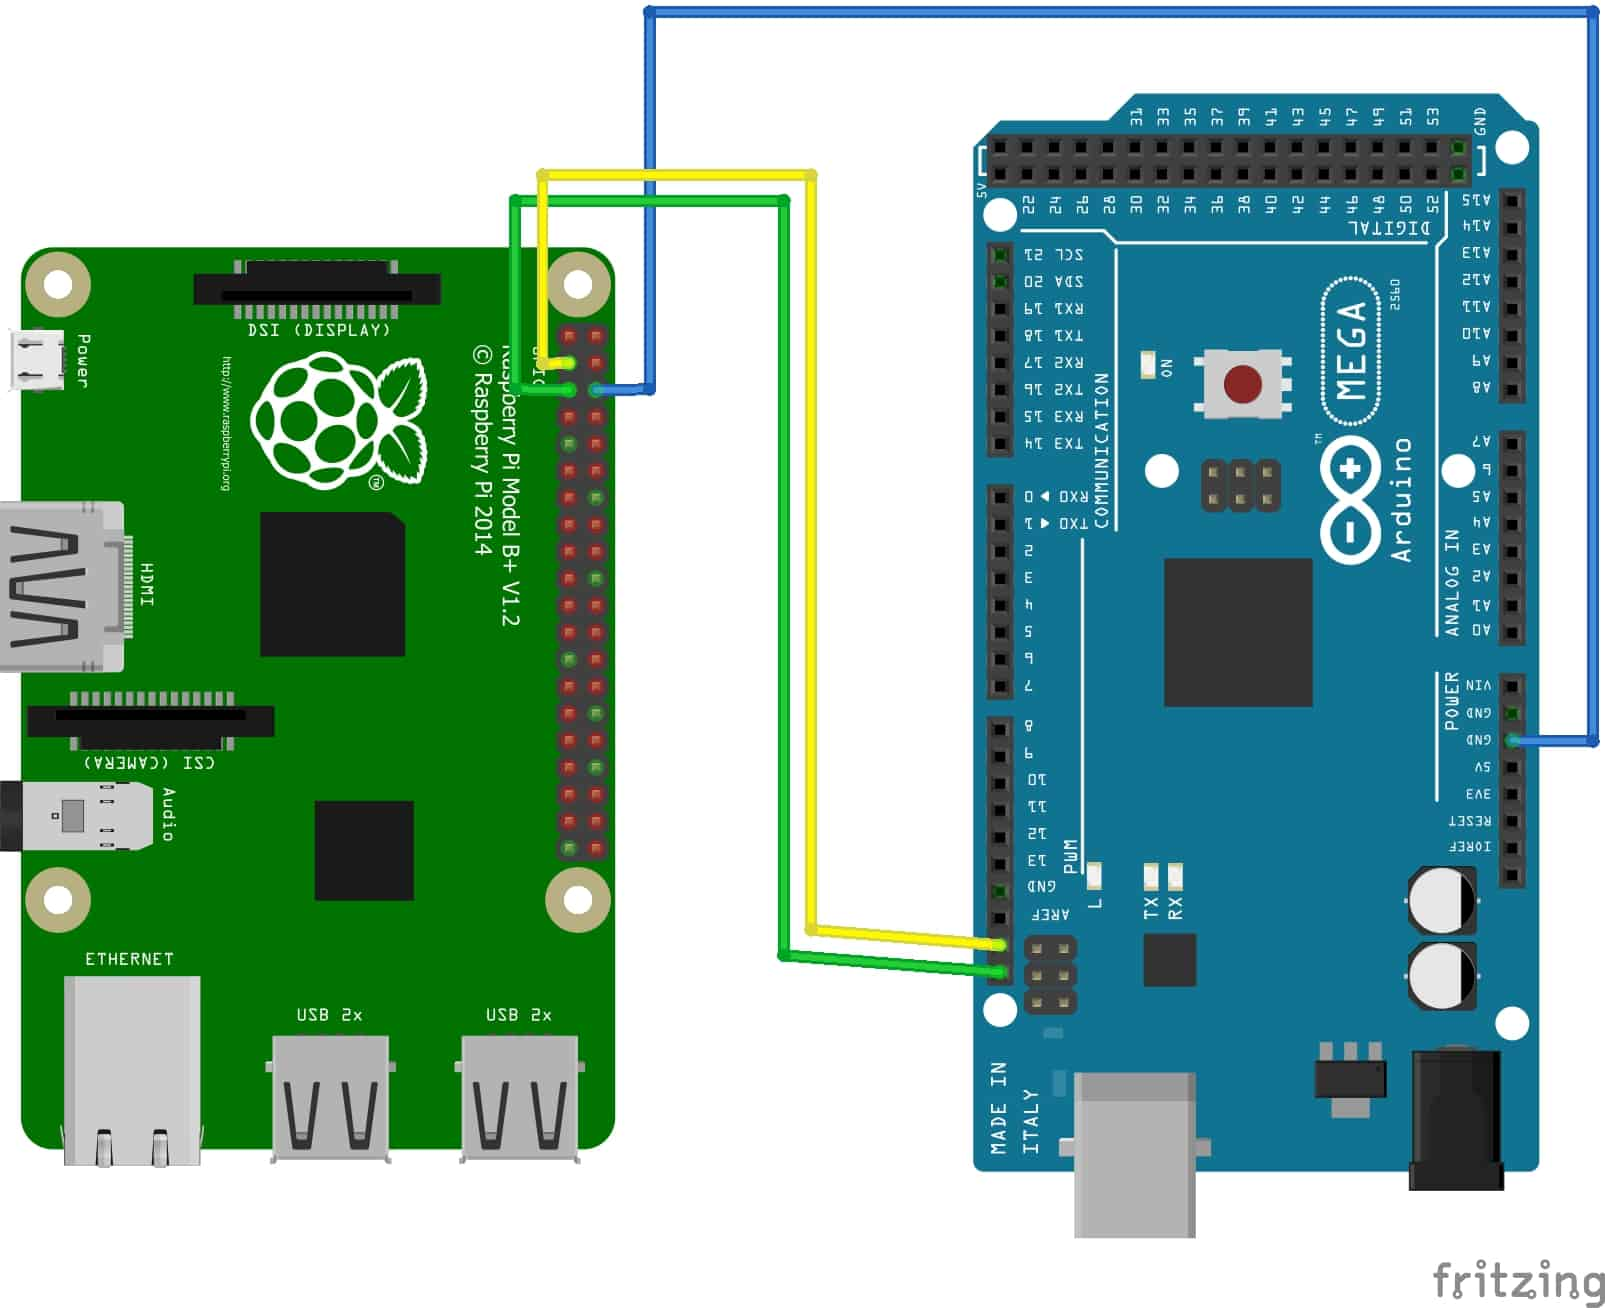 DSI (DISPLAY)
Power
http://www.raspberrypi.org
TM
Raspberry Pi Model B+ V1.2
© Raspberry Pi 2014
HDMI
CSI (CAMERA)
Audio
ETHERNET
USB 2x
USB 2x
31 33 35 37 39 41 43 45 47 49 51 53 GND
5V
22 24 26 28 30 32 34 36 38 40 42 44 46 48 50 52
DIGITAL
21 SCL
20 SDA
19 RX1
18 TX1
17 RX2
16 TX2
15 RX3
14 TX3
COMMUNICATION
0 ◄ RX0
1 ► TX0
2
3
4
5
6
7
8
9
10
11
12
13
GND
AREF
PWM
L
TX
RX
ON
MEGA
2560
TM
Arduino
A15
A14
A13
A12
A11
A10
A9
A8
A7
6
A5
A4
A3
A2
A1
A0
ANALOG IN
POWER
VIN
GND
GND
5V
3V3
RESET
IOREF
MADE IN
ITALY
fritzing